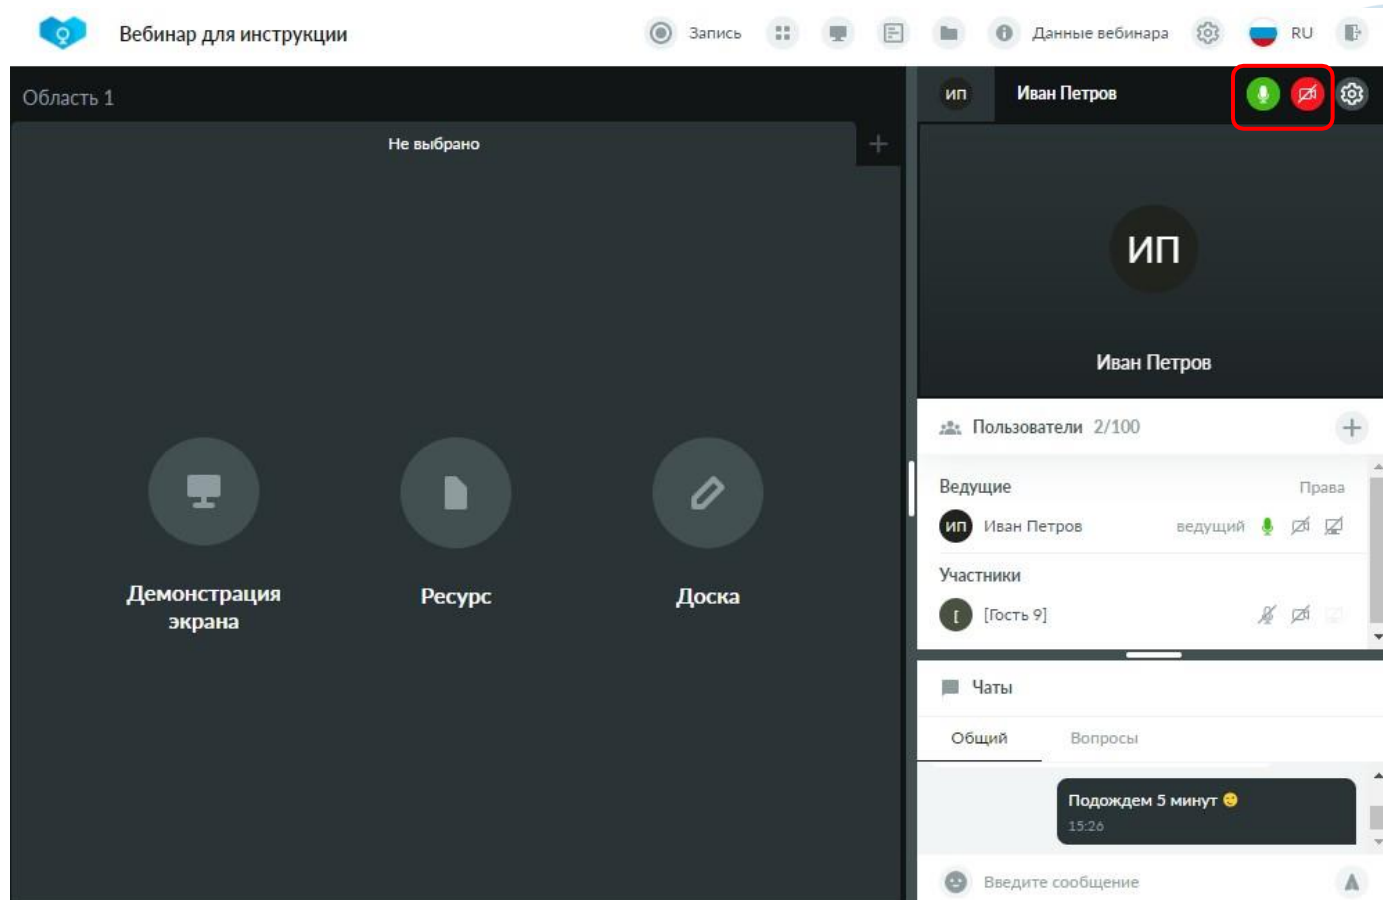 Вебинар для инструкции
Запись
Данные вебинара
RU
Область 1
Не выбрано
Демонстрация
экрана
Ресурс
Доска
ИП
Иван Петров
ИП
Иван Петров
Пользователи 2/100
Ведущие
Права
ИП Иван Петров ведущий
Участники
[ [Гость 9]
Чаты
Общий
Вопросы
Подождем 5 минут
15:26
Введите сообщение